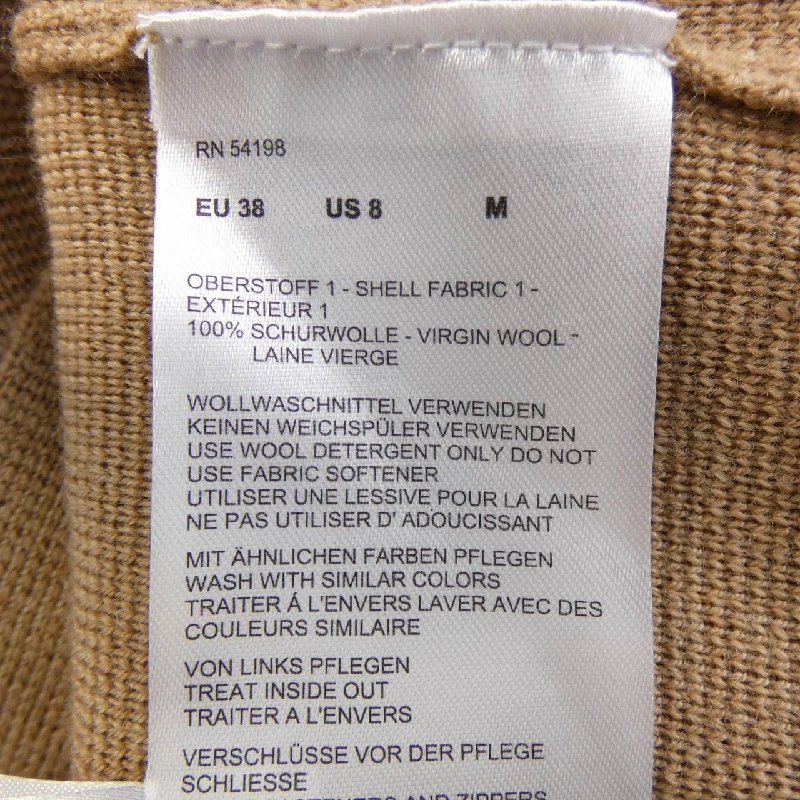 RN 54198
EU 38 US 8 M
OBERSTOFF 1 - SHELL FABRIC 1 -
EXTÉRIEUR 1
100% SCHURWOLLE - VIRGIN WOOL -
LAINE VIERGE
WOLLWASCHNITTEL VERWENDEN
KEINEN WEICHSPÜLER VERWENDEN
USE WOOL DETERGENT ONLY DO NOT
USE FABRIC SOFTENER
UTILISER UNE LESSIVE POUR LA LAINE
NE PAS UTILISER D' ADOUCISSANT
MIT ÄHNLICHEN FARBEN PFLEGEN
WASH WITH SIMILAR COLORS
TRAITER Á L'ENVERS LAVER AVEC DES
COULEURS SIMILAIRE
VON LINKS PFLEGEN
TREAT INSIDE OUT
TRAITER A L'ENVERS
VERSCHLÜSSE VOR DER PFLEGE
SCHLIESSE
AND ZIPPERS